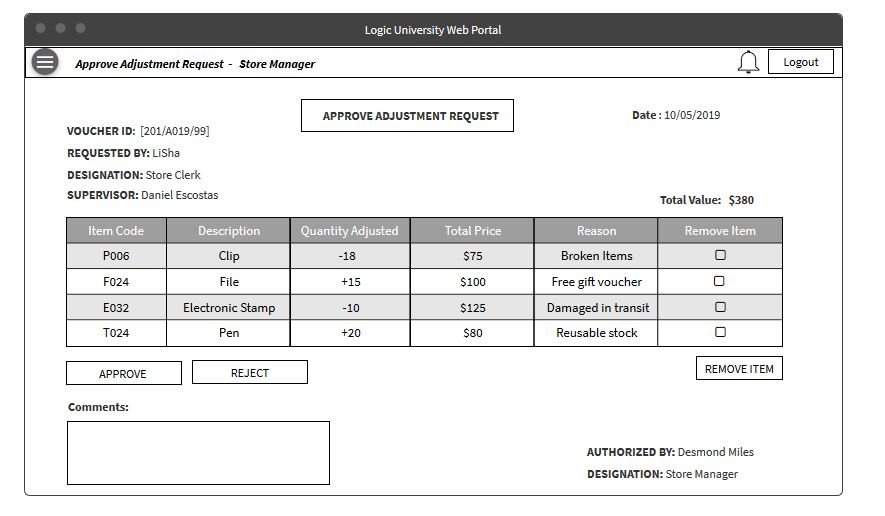 Logic University Web Portal
Approve Adjustment Request - Store Manager
Logout
APPROVE ADJUSTMENT REQUEST
Date : 10/05/2019
VOUCHER ID: [201/A019/99]
REQUESTED BY: LiSha
DESIGNATION: Store Clerk
SUPERVISOR: Daniel Escostas
Total Value: $380
Item Code Description Quantity Adjusted Total Price Reason Remove Item
P006 Clip -18 $75 Broken Items
F024 File +15 $100 Free gift voucher
E032 Electronic Stamp -10 $125 Damaged in transit
T024 Pen +20 $80 Reusable stock
APPROVE REJECT REMOVE ITEM
Comments:
AUTHORIZED BY: Desmond Miles
DESIGNATION: Store Manager